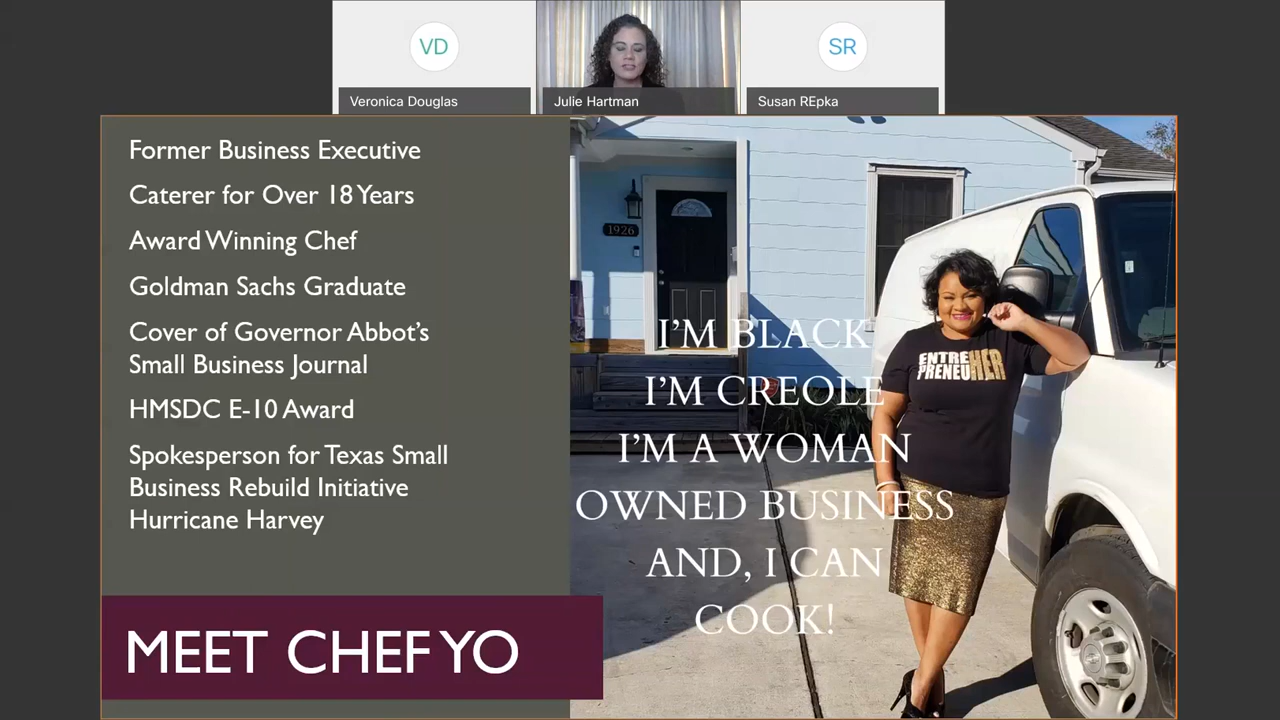 VD
SR
Veronica Douglas
Julie Hartman
Susan REpka
Former Business Executive
Caterer for Over 18 Years
Award Winning Chef
Goldman Sachs Graduate
Cover of Governor Abbot's
Small Business Journal
HMSDC E-10 Award
Spokesperson for Texas Small
Business Rebuild Initiative
Hurricane Harvey
MEET CHEF YO
1926
ENTRE HER
PRENEU
I'M BLACK
I'M CREOLE
I'M A WOMAN
OWNED BUSINESS
AND, I CAN
COOK!